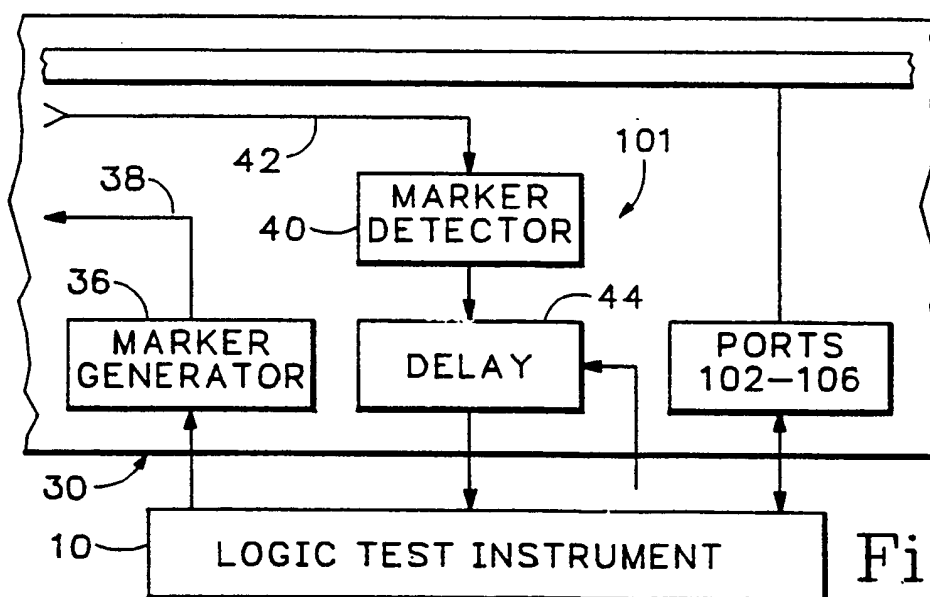 42
101
38
MARKER
DETECTOR
40
36
44
MARKER
GENERATOR
DELAY
PORTS
102-106
30
10
LOGIC TEST INSTRUMENT
Fi